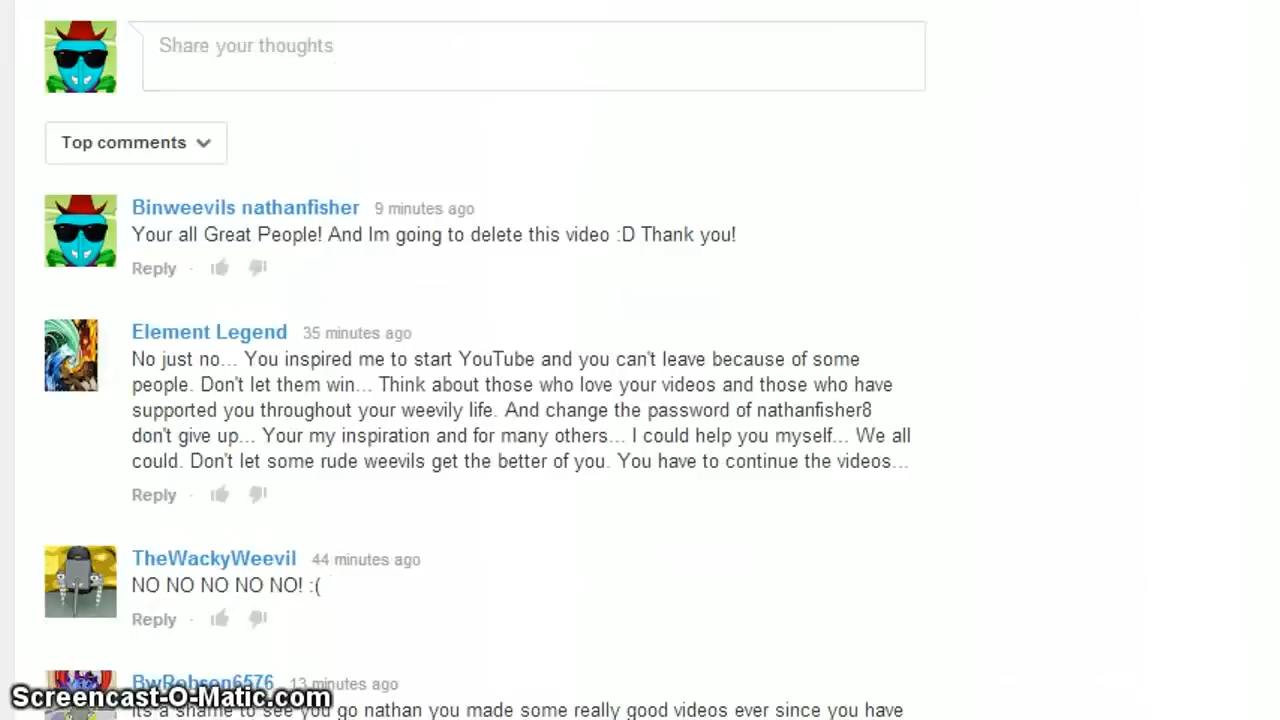 Share your thoughts
Top comments
Binweevils nathanfisher 9 minutes ago
Your all Great People! And Im going to delete this video :D Thank you!
Reply ·
Element Legend 35 minutes ago
No just no... You inspired me to start YouTube and you can't leave because of some
people. Don't let them win... Think about those who love your videos and those who have
supported you throughout your weevily life. And change the password of nathanfisher8
don't give up... Your my inspiration and for many others... I could help you myself... We all
could. Don't let some rude weevils get the better of you. You have to continue the videos...
Reply ·
TheWackyWeevil 44 minutes ago
NO NO NO NO NO! :(
Reply ·
BwRobson6576 13 minutes ago
Screencast-O-Matic.com
Its a shame to see you go nathan you made some really good videos ever since you have